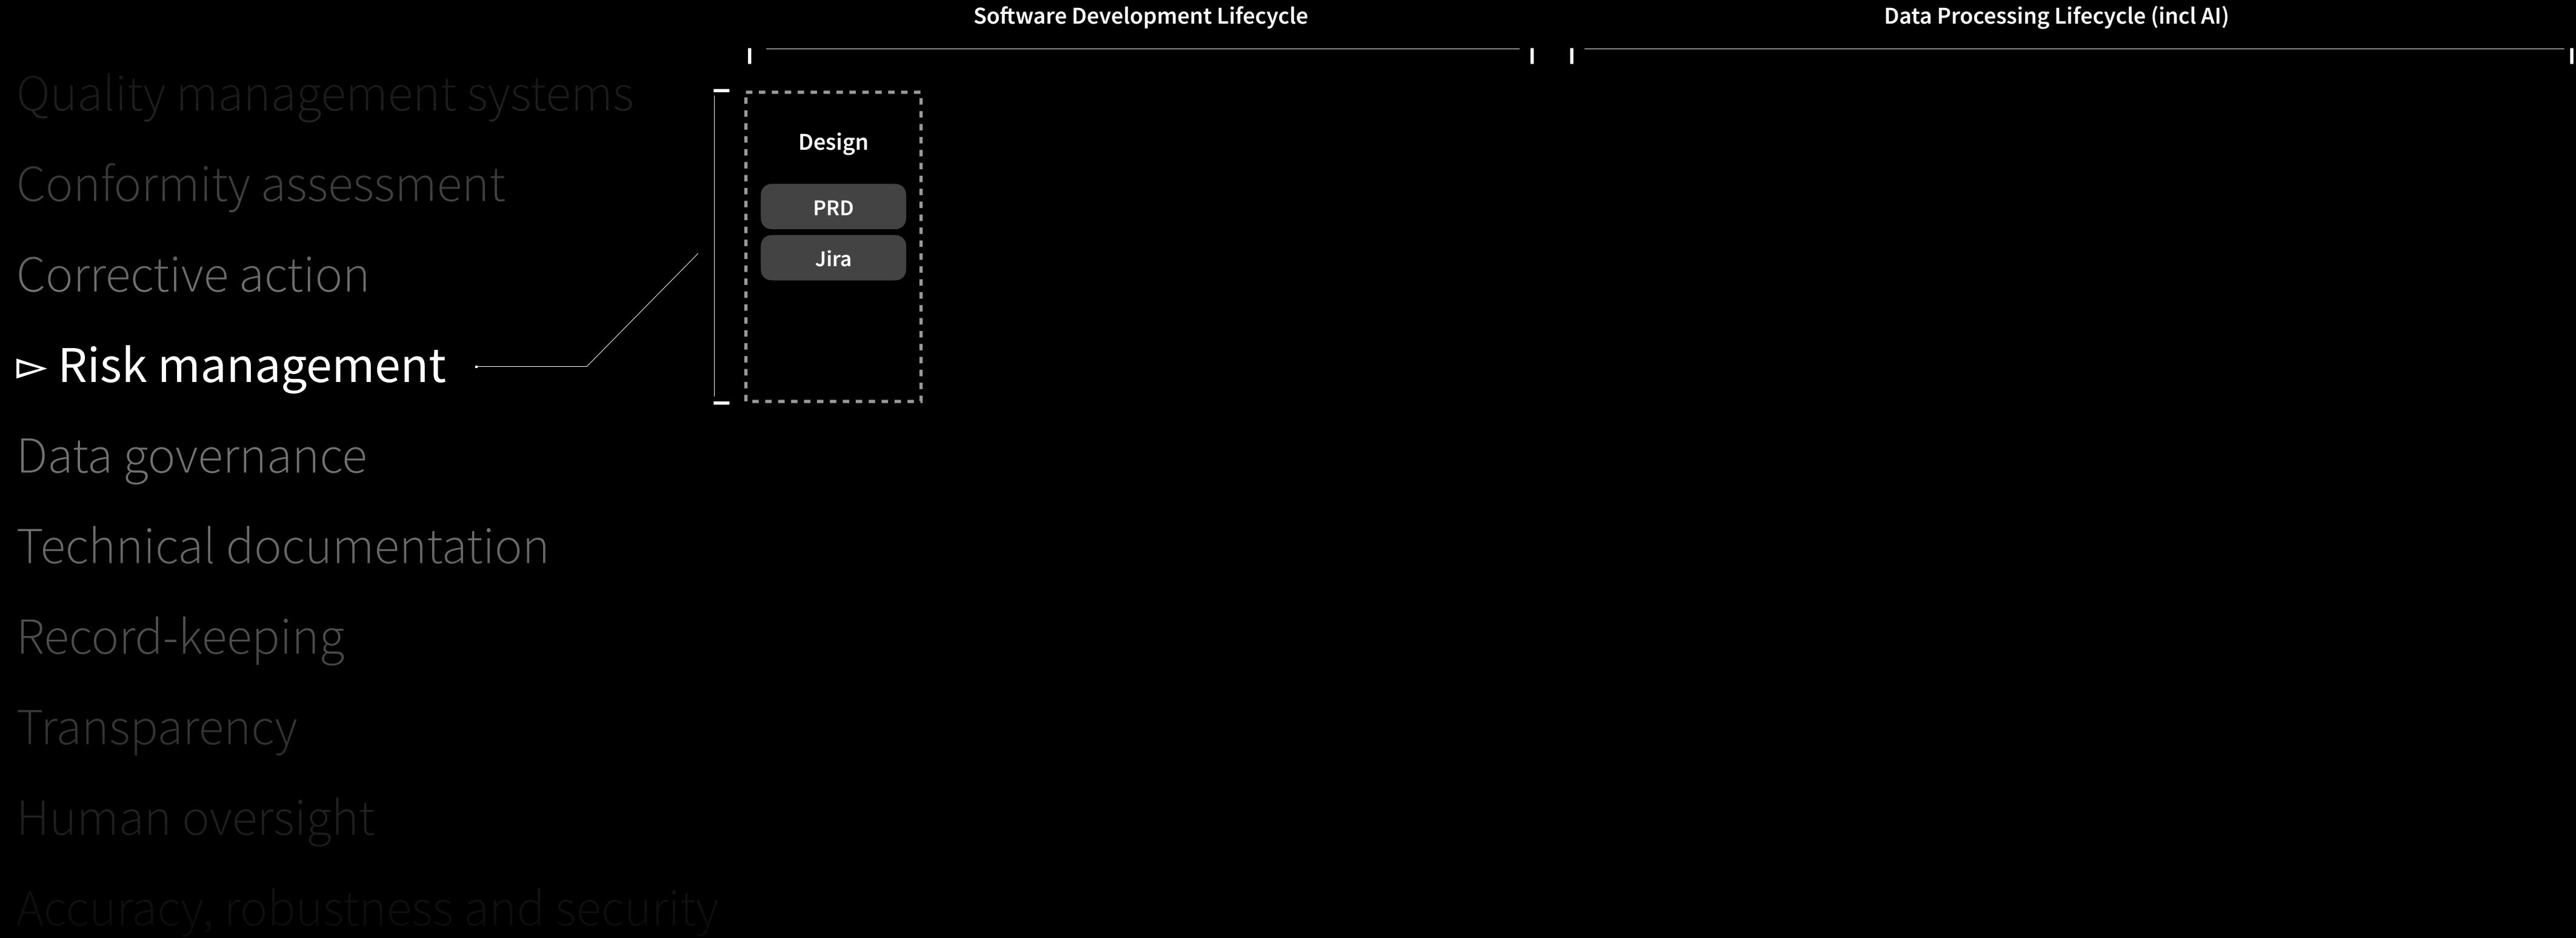 Software Development Lifecycle
Data Processing Lifecycle (incl AI)
Quality management systems
Conformity assessment
Corrective action
Risk management
Data governance
Technical documentation
Record-keeping
Transparency
Human oversight
Accuracy, robustness and security
Design
PRD
Jira